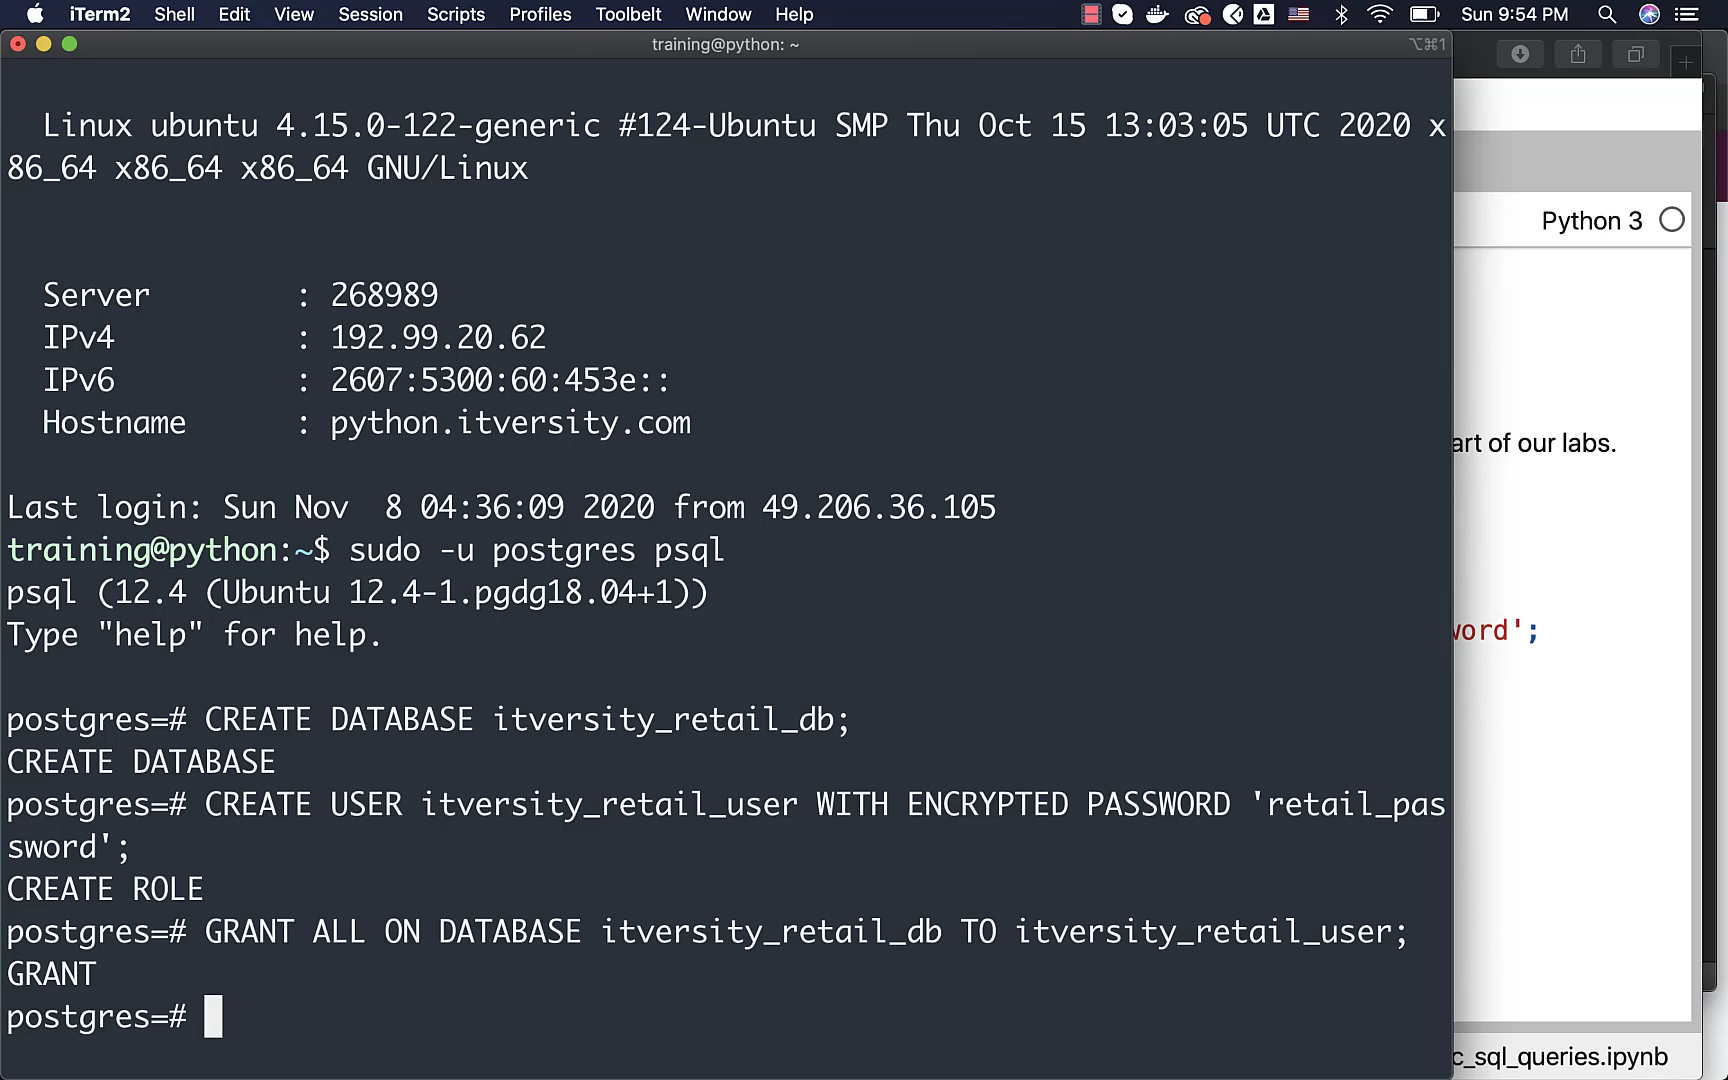 iTerm2 Shell Edit View Session Scripts Profiles Toolbelt Window Help Sun 9:54 PM
training@python: ~ ⌥⌘1
Linux ubuntu 4.15.0-122-generic #124-Ubuntu SMP Thu Oct 15 13:03:05 UTC 2020 x
86_64 x86_64 x86_64 GNU/Linux
Python 3
Server : 268989
IPv4 : 192.99.20.62
IPv6 : 2607:5300:60:453e::
Hostname : python.itversity.com
art of our labs.
Last login: Sun Nov  8 04:36:09 2020 from 49.206.36.105
training@python:~$ sudo -u postgres psql
psql (12.4 (Ubuntu 12.4-1.pgdg18.04+1))
Type "help" for help.
word';
postgres=# CREATE DATABASE itversity_retail_db;
CREATE DATABASE
postgres=# CREATE USER itversity_retail_user WITH ENCRYPTED PASSWORD 'retail_pas
sword';
CREATE ROLE
postgres=# GRANT ALL ON DATABASE itversity_retail_db TO itversity_retail_user;
GRANT
postgres=#
c_sql_queries.ipynb